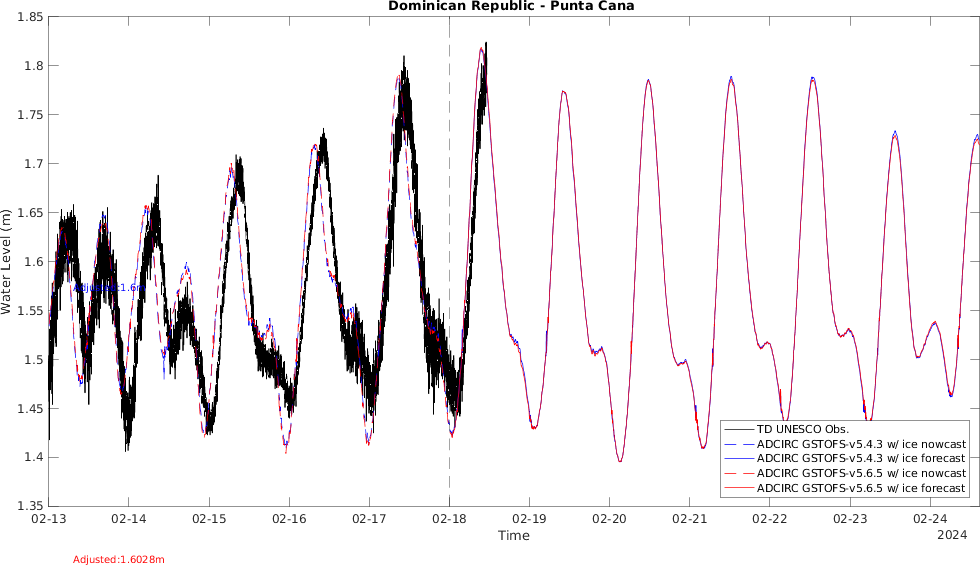 Dominican Republic - Punta Cana
1.85
1.8
1.75
1.7
1.65
1.6
1.55
1.5
1.45
1.4
1.35
Water Level (m)
Adjusted:1.6m
TD UNESCO Obs.
ADCIRC GSTOFS-v5.4.3 w/ ice nowcast
ADCIRC GSTOFS-v5.4.3 w/ ice forecast
ADCIRC GSTOFS-v5.6.5 w/ ice nowcast
ADCIRC GSTOFS-v5.6.5 w/ ice forecast
02-13 02-14 02-15 02-16 02-17 02-18 02-19 02-20 02-21 02-22 02-23 02-24
Time
2024
Adjusted:1.6028m